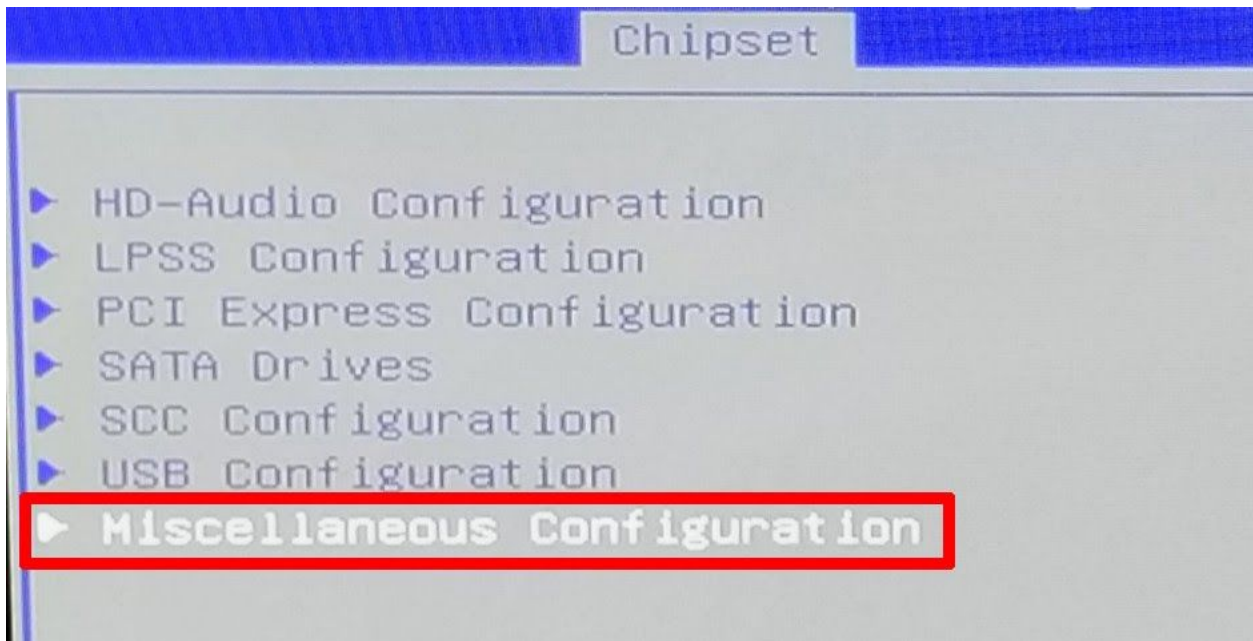 Chipset
HD-Audio Configuration
LPSS Configuration
PCI Express Configuration
SATA Drives
SCC Configuration
USB Configuration
Miscellaneous Configuration